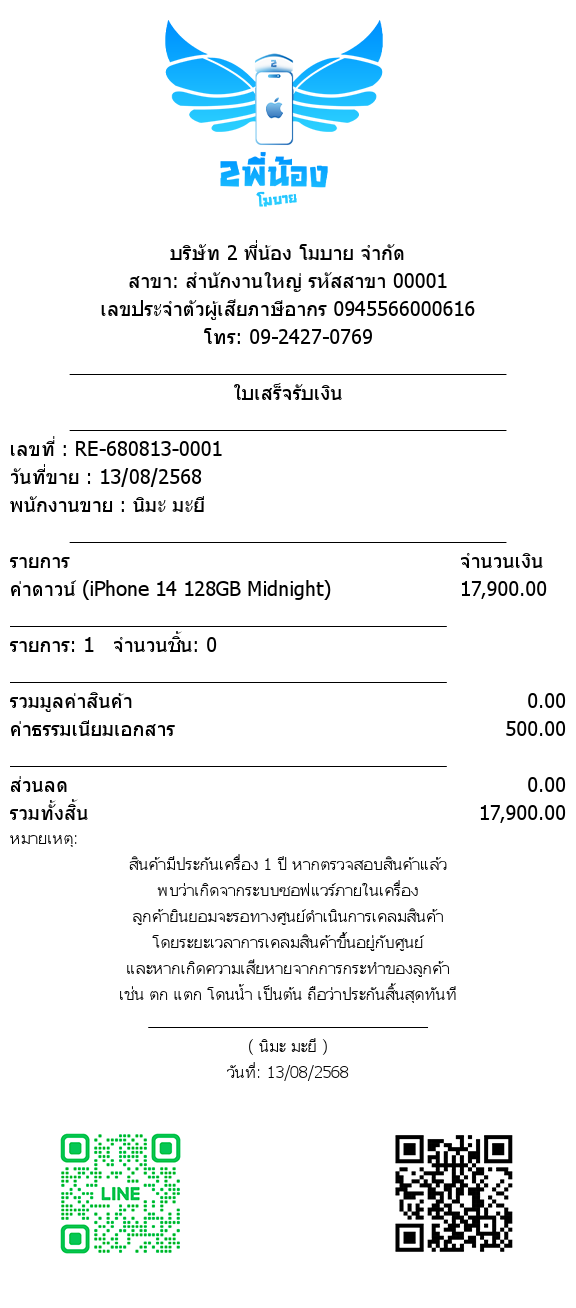 2
2พี่น้อง
โมบาย
บริษัท 2 พี่น้อง โมบาย จำกัด
สาขา: สำนักงานใหญ่ รหัสสาขา 00001
เลขประจำตัวผู้เสียภาษีอากร 0945566000616
โทร: 09-2427-0769
ใบเสร็จรับเงิน
เลขที่ : RE-680813-0001
วันที่ขาย : 13/08/2568
พนักงานขาย : นิมะ มะยี
รายการ จำนวนเงิน
ค่าดาวน์ (iPhone 14 128GB Midnight) 17,900.00
รายการ: 1 จำนวนชิ้น: 0
รวมมูลค่าสินค้า 0.00
ค่าธรรมเนียมเอกสาร 500.00
ส่วนลด 0.00
รวมทั้งสิ้น 17,900.00
หมายเหตุ:
สินค้ามีประกันเครื่อง 1 ปี หากตรวจสอบสินค้าแล้ว
พบว่าเกิดจากระบบซอฟแวร์ภายในเครื่อง
ลูกค้ายินยอมจะรอทางศูนย์ดำเนินการเคลมสินค้า
โดยระยะเวลาการเคลมสินค้าขึ้นอยู่กับศูนย์
และหากเกิดความเสียหายจากการกระทำของลูกค้า
เช่น ตก แตก โดนน้ำ เป็นต้น ถือว่าประกันสิ้นสุดทันที
( นิมะ มะยี )
วันที่: 13/08/2568
LINE